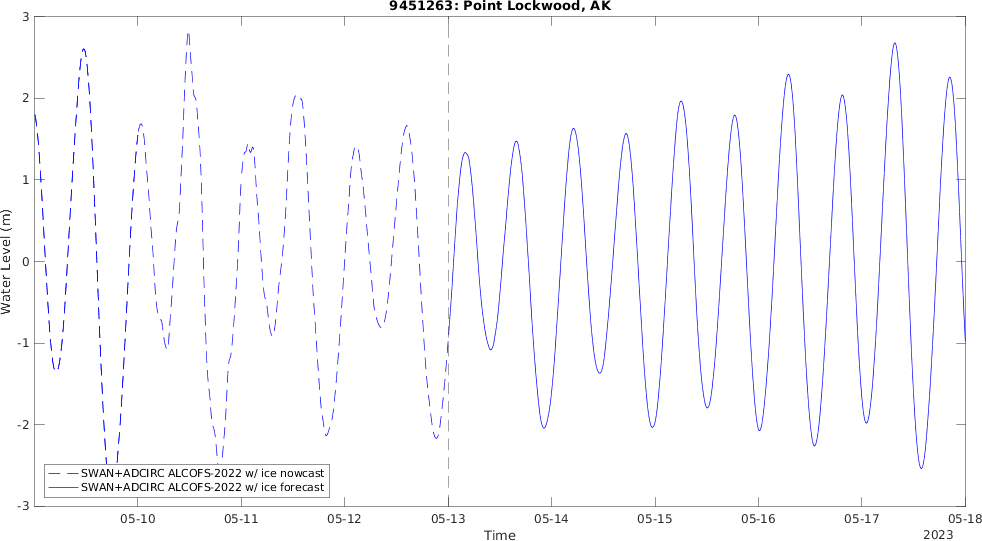 9451263: Point Lockwood, AK
3
2
1
0
-1
-2
-3
Water Level (m)
SWAN+ADCIRC ALCOFS-2022 w/ ice nowcast
SWAN+ADCIRC ALCOFS-2022 w/ ice forecast
05-10 05-11 05-12 05-13 05-14 05-15 05-16 05-17 05-18
Time
2023